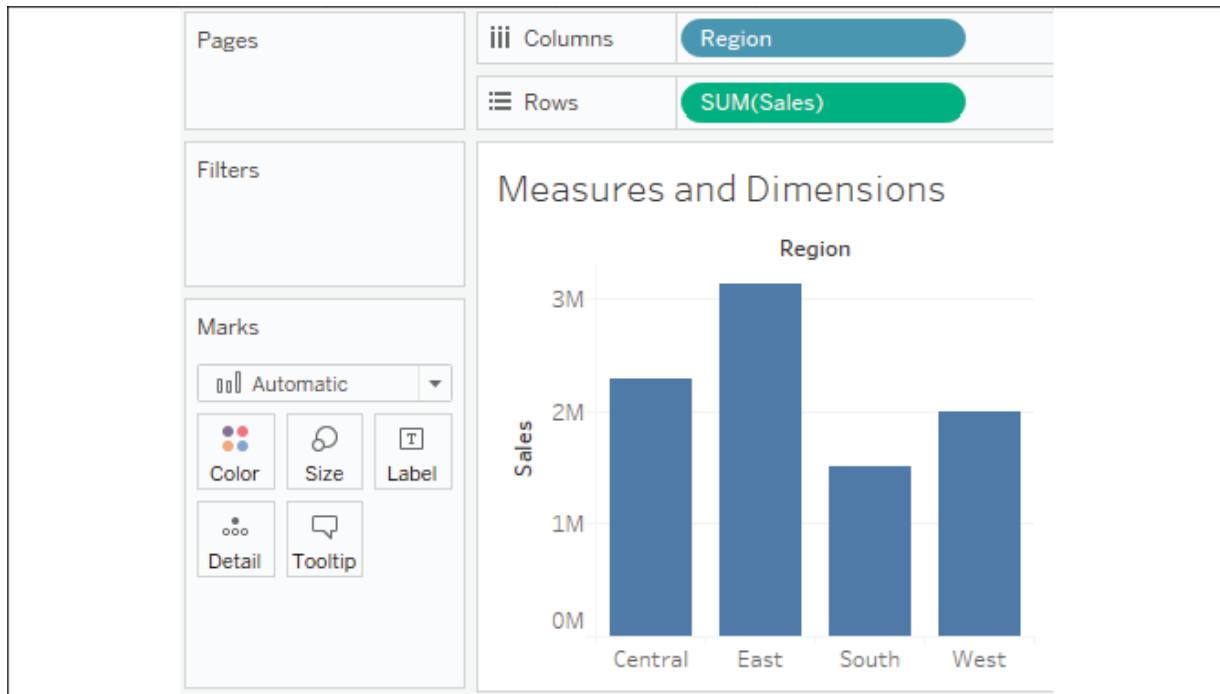 Pages
Columns
Region
Rows
SUM(Sales)
Filters
Marks
Automatic
Color
Size
T
Label
Detail
Tooltip
Measures and Dimensions
Region
3M
2M
1M
0M
Sales
Central East South West